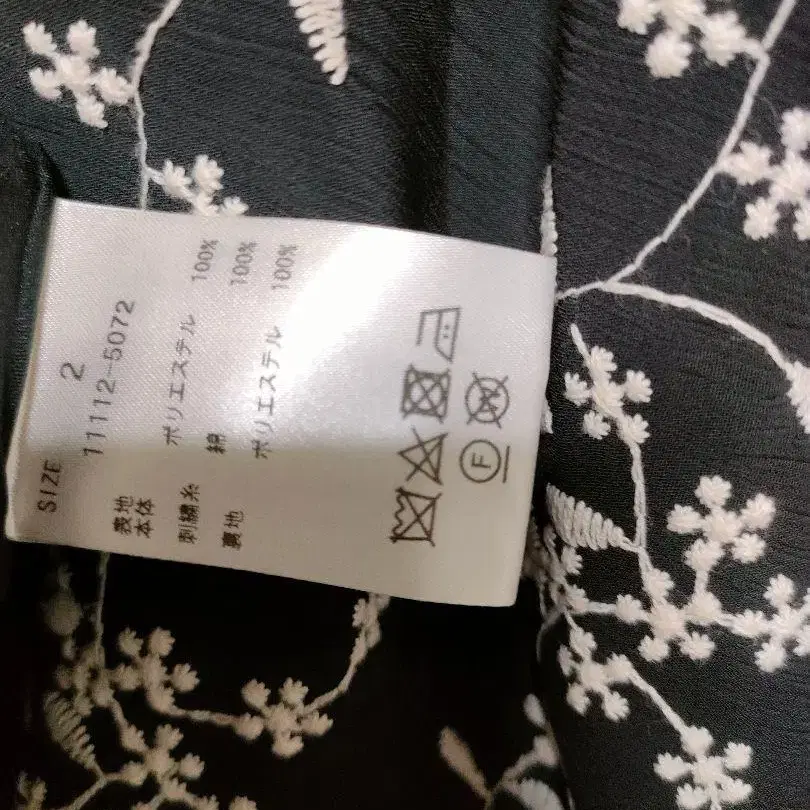 SIZE 2
11112-5072
表地
本体 ポリエステル 100%
刺繍糸 綿 100%
裏地 ポリエステル 100%
W
F